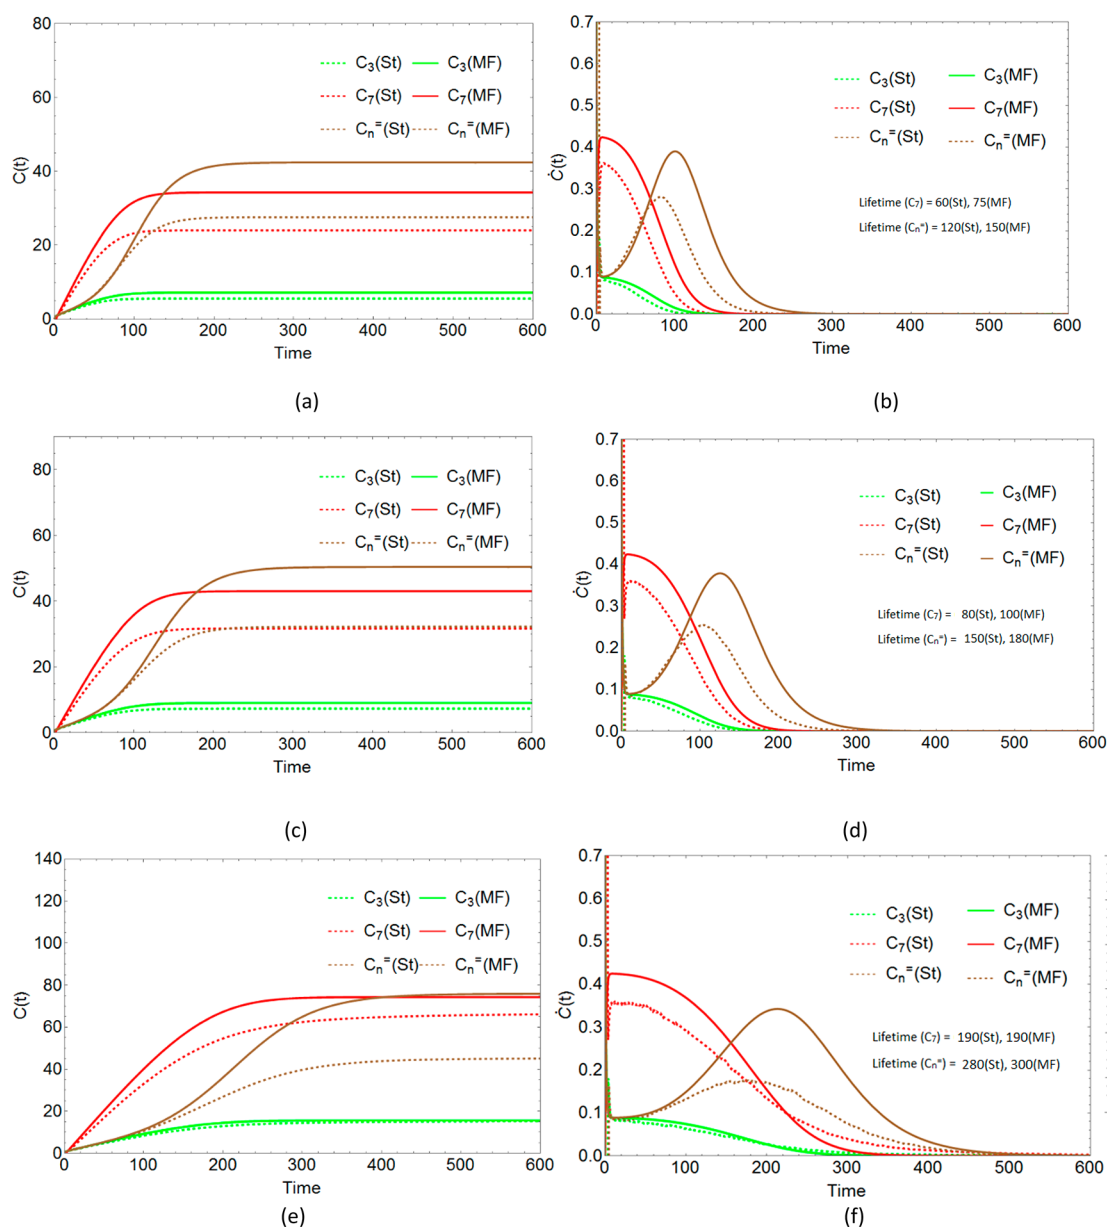 80
60
40
20
0
C(t)
C₃(St) C₃(MF)
C₇(St) C₇(MF)
Cₙ⁼(St) Cₙ⁼(MF)
0 100 200 300 400 500 600
Time
(a)
0.7
0.6
0.5
0.4
0.3
0.2
0.1
0.0
Ċ(t)
C₃(St) C₃(MF)
C₇(St) C₇(MF)
Cₙ⁼(St) Cₙ⁼(MF)
Lifetime (C₇) = 60(St), 75(MF)
Lifetime (Cₙ⁼) = 120(St), 150(MF)
0 100 200 300 400 500 600
Time
(b)
80
60
40
20
0
C(t)
C₃(St) C₃(MF)
C₇(St) C₇(MF)
Cₙ⁼(St) Cₙ⁼(MF)
0 100 200 300 400 500 600
Time
(c)
0.7
0.6
0.5
0.4
0.3
0.2
0.1
0.0
Ċ(t)
C₃(St) C₃(MF)
C₇(St) C₇(MF)
Cₙ⁼(St) Cₙ⁼(MF)
Lifetime (C₇) = 80(St), 100(MF)
Lifetime (Cₙ⁼) = 150(St), 180(MF)
0 100 200 300 400 500 600
Time
(d)
140
120
100
80
60
40
20
0
C(t)
C₃(St) C₃(MF)
C₇(St) C₇(MF)
Cₙ⁼(St) Cₙ⁼(MF)
0 100 200 300 400 500 600
Time
(e)
0.7
0.6
0.5
0.4
0.3
0.2
0.1
0.0
Ċ(t)
C₃(St) C₃(MF)
C₇(St) C₇(MF)
Cₙ⁼(St) Cₙ⁼(MF)
Lifetime (C₇) = 190(St), 190(MF)
Lifetime (Cₙ⁼) = 280(St), 300(MF)
0 100 200 300 400 500 600
Time
(f)